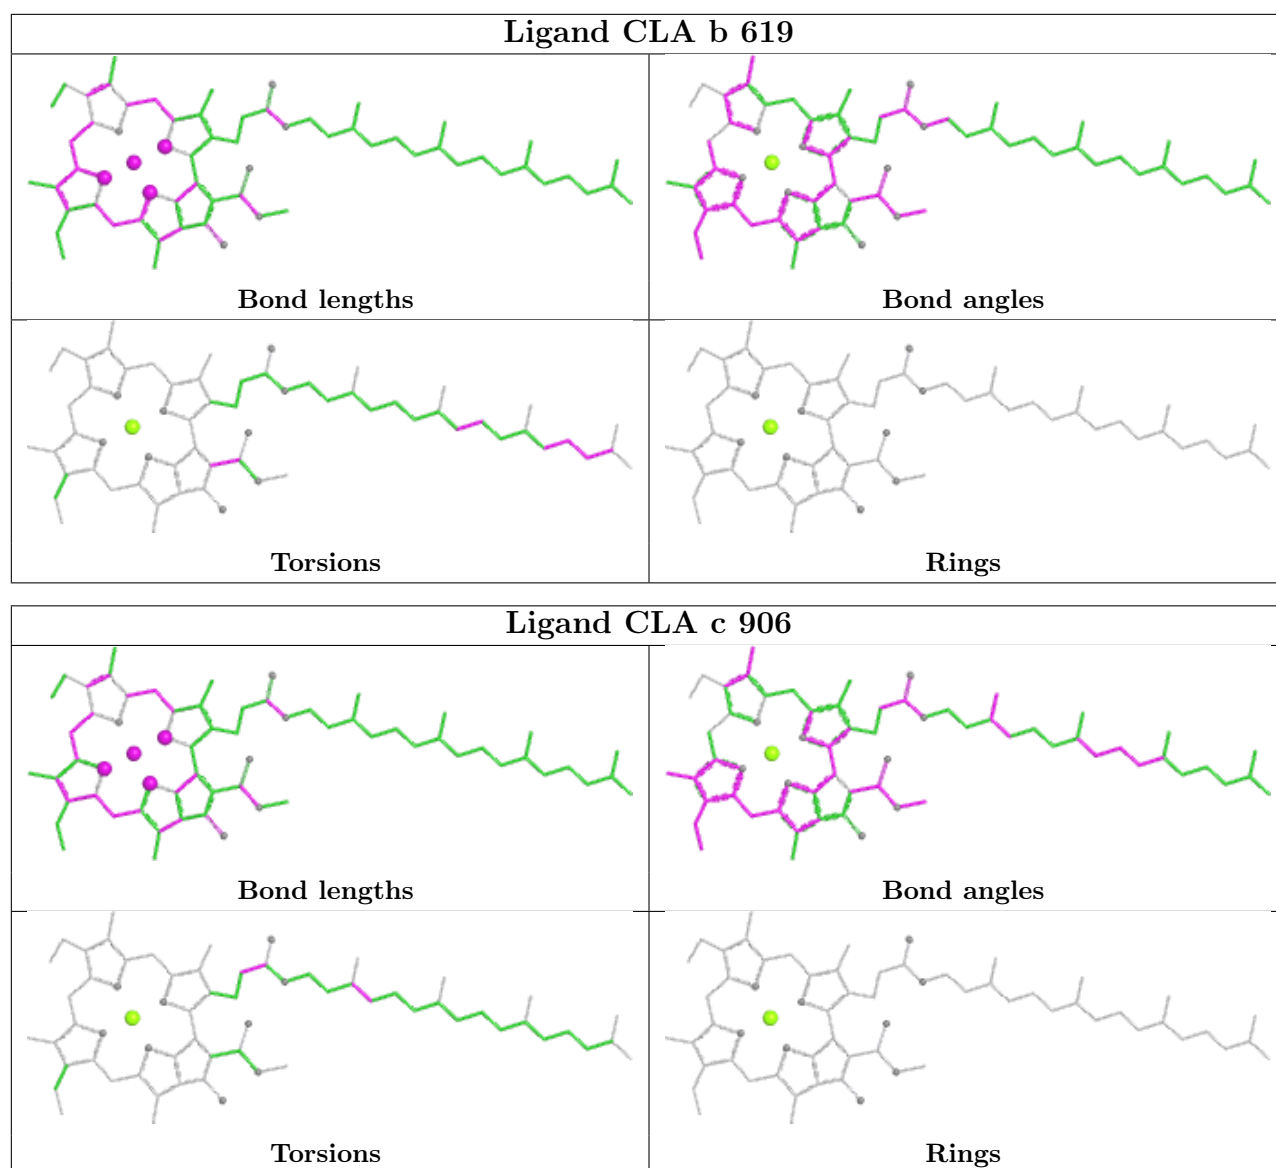 Ligand CLA b 619
Bond lengths
Bond angles
Torsions
Rings
Ligand CLA c 906
Bond lengths
Bond angles
Torsions
Rings